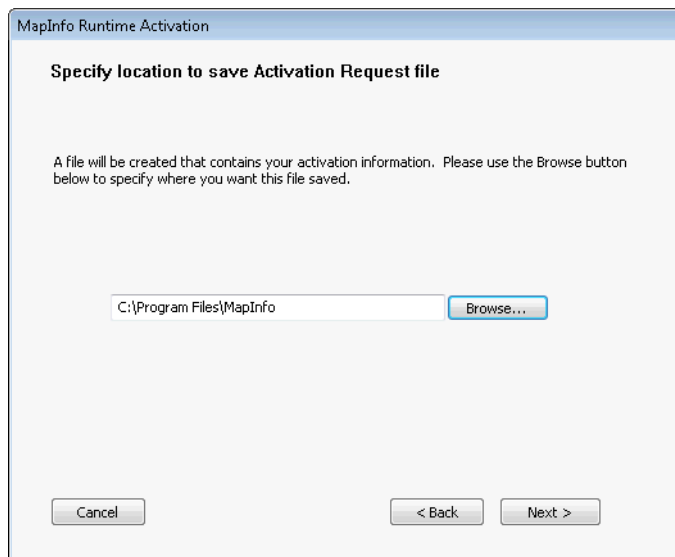 MapInfo Runtime Activation
Specify location to save Activation Request file
A file will be created that contains your activation information.  Please use the Browse button
below to specify where you want this file saved.
C:\Program Files\MapInfo
Browse...
Cancel
< Back
Next >